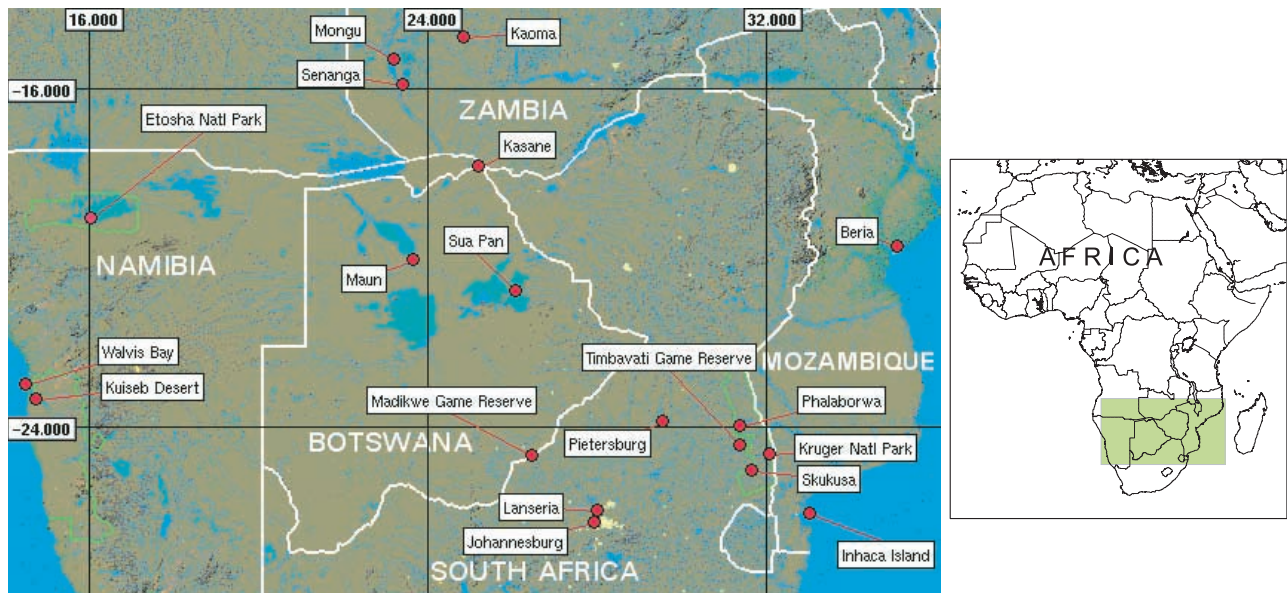 16.000
24.000
32.000
Mongu
Kaoma
Senanga
-16.000
ZAMBIA
Etosha Natl Park
Kasane
Sua Pan
Beria
NAMIBIA
Maun
AFRICA
Walvis Bay
Timbavati Game Reserve
MOZAMBIQUE
Kuiseb Desert
Madikwe Game Reserve
Phalaborwa
-24.000
BOTSWANA
Pietersburg
Kruger Natl Park
Skukusa
Lanseria
Johannesburg
Inhaca Island
SOUTH AFRICA